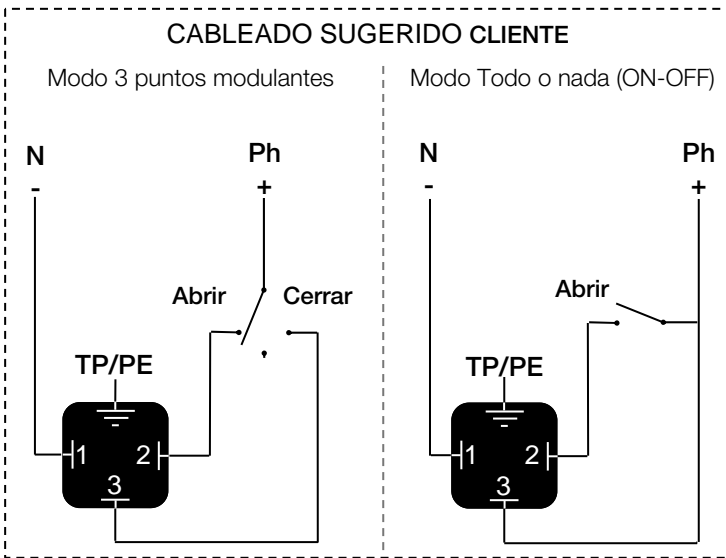 CABLEADO SUGERIDO CLIENTE
Modo 3 puntos modulantes
N
Ph
-
+
Abrir
Cerrar
TP/PE
1
2
3
Modo Todo o nada (ON-OFF)
N
Ph
-
+
Abrir
TP/PE
1
2
3